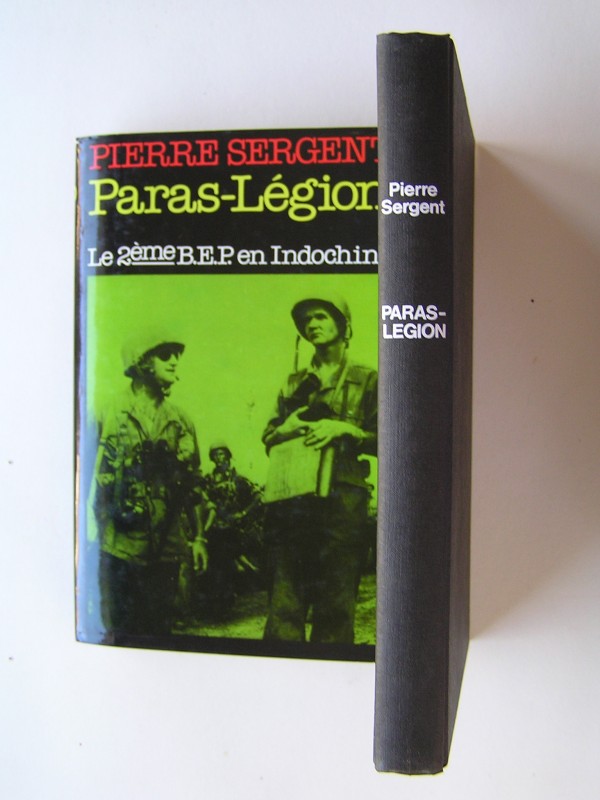 PIERRE SERGENT
Paras-Légion
Le 2ème B.E.P. en Indochin
Pierre
Sergent
PARAS-
LEGION